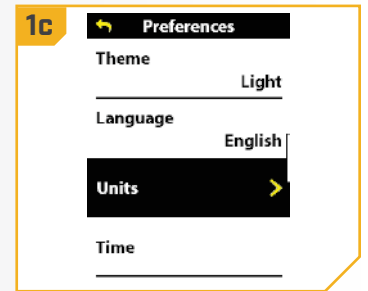 1c
Preferences
Theme
Light
Language
English
Units
Time